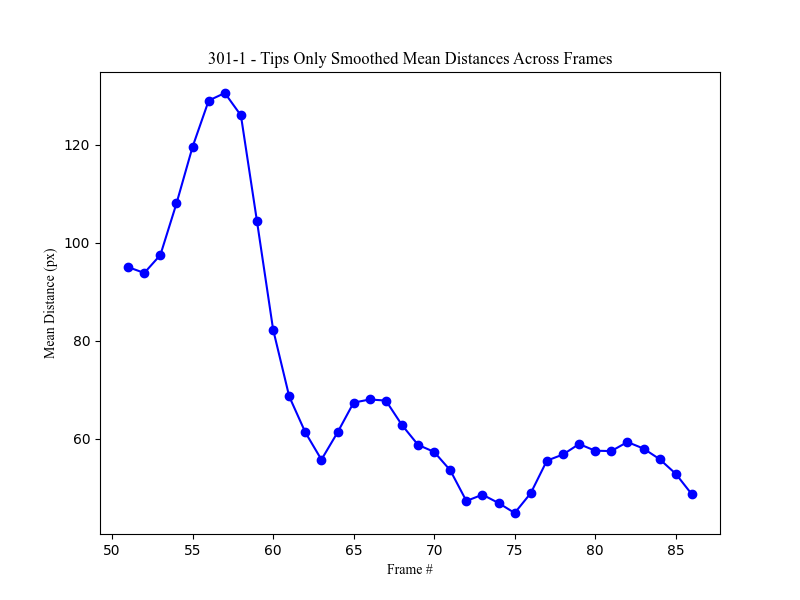 301-1 - Tips Only Smoothed Mean Distances Across Frames
120
100
80
60
Mean Distance (px)
50 55 60 65 70 75 80 85
Frame #